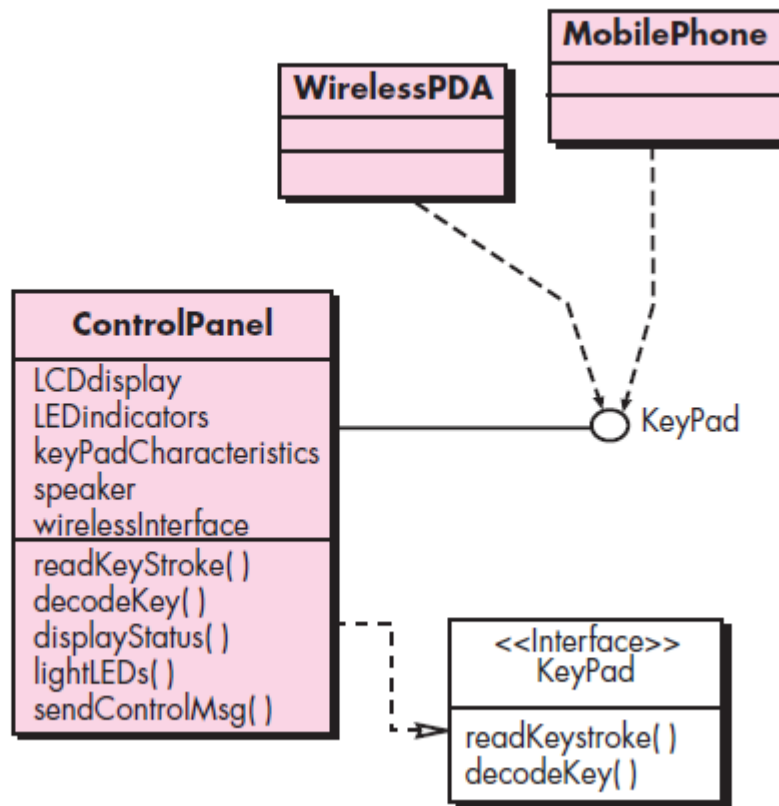 MobilePhone
WirelessPDA
ControlPanel
LCDdisplay
LEDindicators
keyPadCharacteristics
speaker
wirelessInterface
readKeyStroke( )
decodeKey( )
displayStatus( )
lightLEDs( )
sendControlMsg( )
KeyPad
<<Interface>>
KeyPad
readKeystroke( )
decodeKey( )